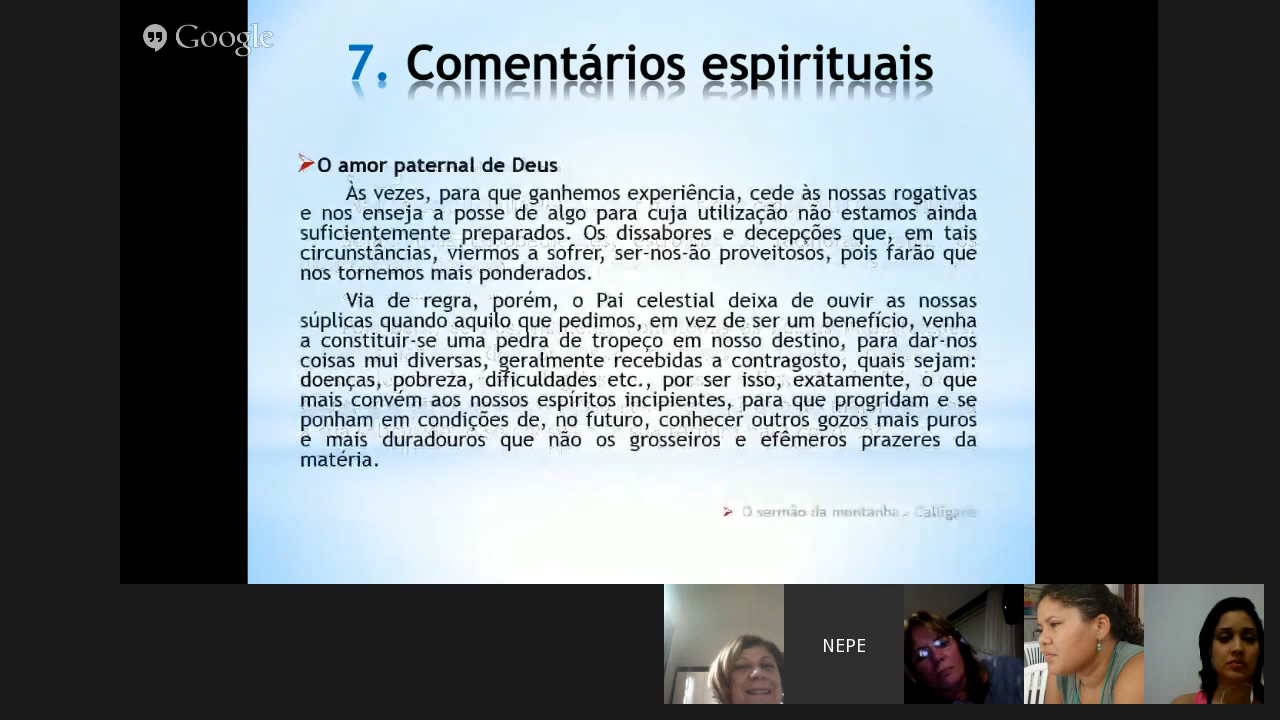 Google
7. Comentários espirituais
O amor paternal de Deus
Às vezes, para que ganhemos experiência, cede às nossas rogativas
e nos enseja a posse de algo para cuja utilização não estamos ainda
suficientemente preparados. Os dissabores e decepções que, em tais
circunstâncias, viermos a sofrer, ser-nos-ão proveitosos, pois farão que
nos tornemos mais ponderados.
Via de regra, porém, o Pai celestial deixa de ouvir as nossas
súplicas quando aquilo que pedimos, em vez de ser um benefício, venha
a constituir-se uma pedra de tropeço em nosso destino, para dar-nos
coisas mui diversas, geralmente recebidas a contragosto, quais sejam:
doenças, pobreza, dificuldades etc., por ser isso, exatamente, o que
mais convém aos nossos espíritos incipientes, para que progridam e se
ponham em condições de, no futuro, conhecer outros gozos mais puros
e mais duradouros que não os grosseiros e efêmeros prazeres da
matéria.
O sermão da montanha - Calligaris
NEPE